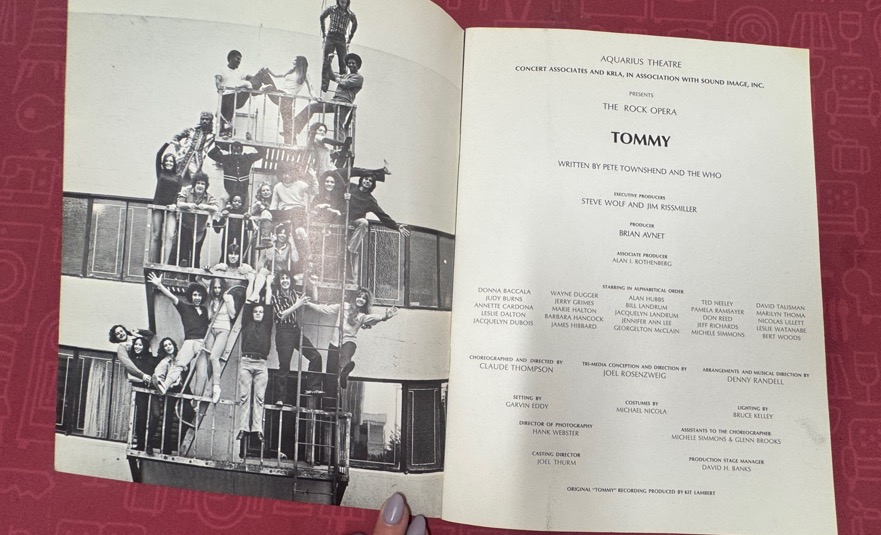 AQUARIUS THEATRE
CONCERT ASSOCIATES AND KRLA, IN ASSOCIATION WITH SOUND IMAGE, INC.
PRESENTS
THE ROCK OPERA
TOMMY
WRITTEN BY PETE TOWNSHEND AND THE WHO
EXECUTIVE PRODUCERS
STEVE WOLF AND JIM RISSMILLER
PRODUCER
BRIAN AVNET
ASSOCIATE PRODUCER
ALAN I. ROTHENBERG
STARRING IN ALPHABETICAL ORDER
DONNA BACCALA
JUDY BURNS
ANNETTE CARDONA
LESLIE DALTON
JACQUELYN DUBOIS
WAYNE DUGGER
JERRY GRIMES
MARIE HALTON
BARBARA HANCOCK
JAMES HIBBARD
ALAN HUBBS
BILL LANDRUM
JACQUELYN LANDRUM
JENNIFER ANN LEE
GEORGELTON McCLAIN
TED NEELEY
PAMELA RAMSAYER
DON REED
JEFF RICHARDS
MICHELE SIMMONS
DAVID TALISMAN
MARILYN THOMA
NICOLAS LILLETT
LESLIE WATANABE
BERT WOODS
CHOREOGRAPHED AND DIRECTED BY
CLAUDE THOMPSON
TRI-MEDIA CONCEPTION AND DIRECTION BY
JOEL ROSENZWEIG
ARRANGEMENTS AND MUSICAL DIRECTION BY
DENNY RANDELL
SETTING BY
GARVIN EDDY
COSTUMES BY
MICHAEL NICOLA
LIGHTING BY
BRUCE KELLEY
DIRECTOR OF PHOTOGRAPHY
HANK WEBSTER
ASSISTANTS TO THE CHOREOGRAPHER
MICHELE SIMMONS & GLENN BROOKS
CASTING DIRECTOR
JOEL THURM
PRODUCTION STAGE MANAGER
DAVID H. BANKS
ORIGINAL "TOMMY" RECORDING PRODUCED BY KIT LAMBERT